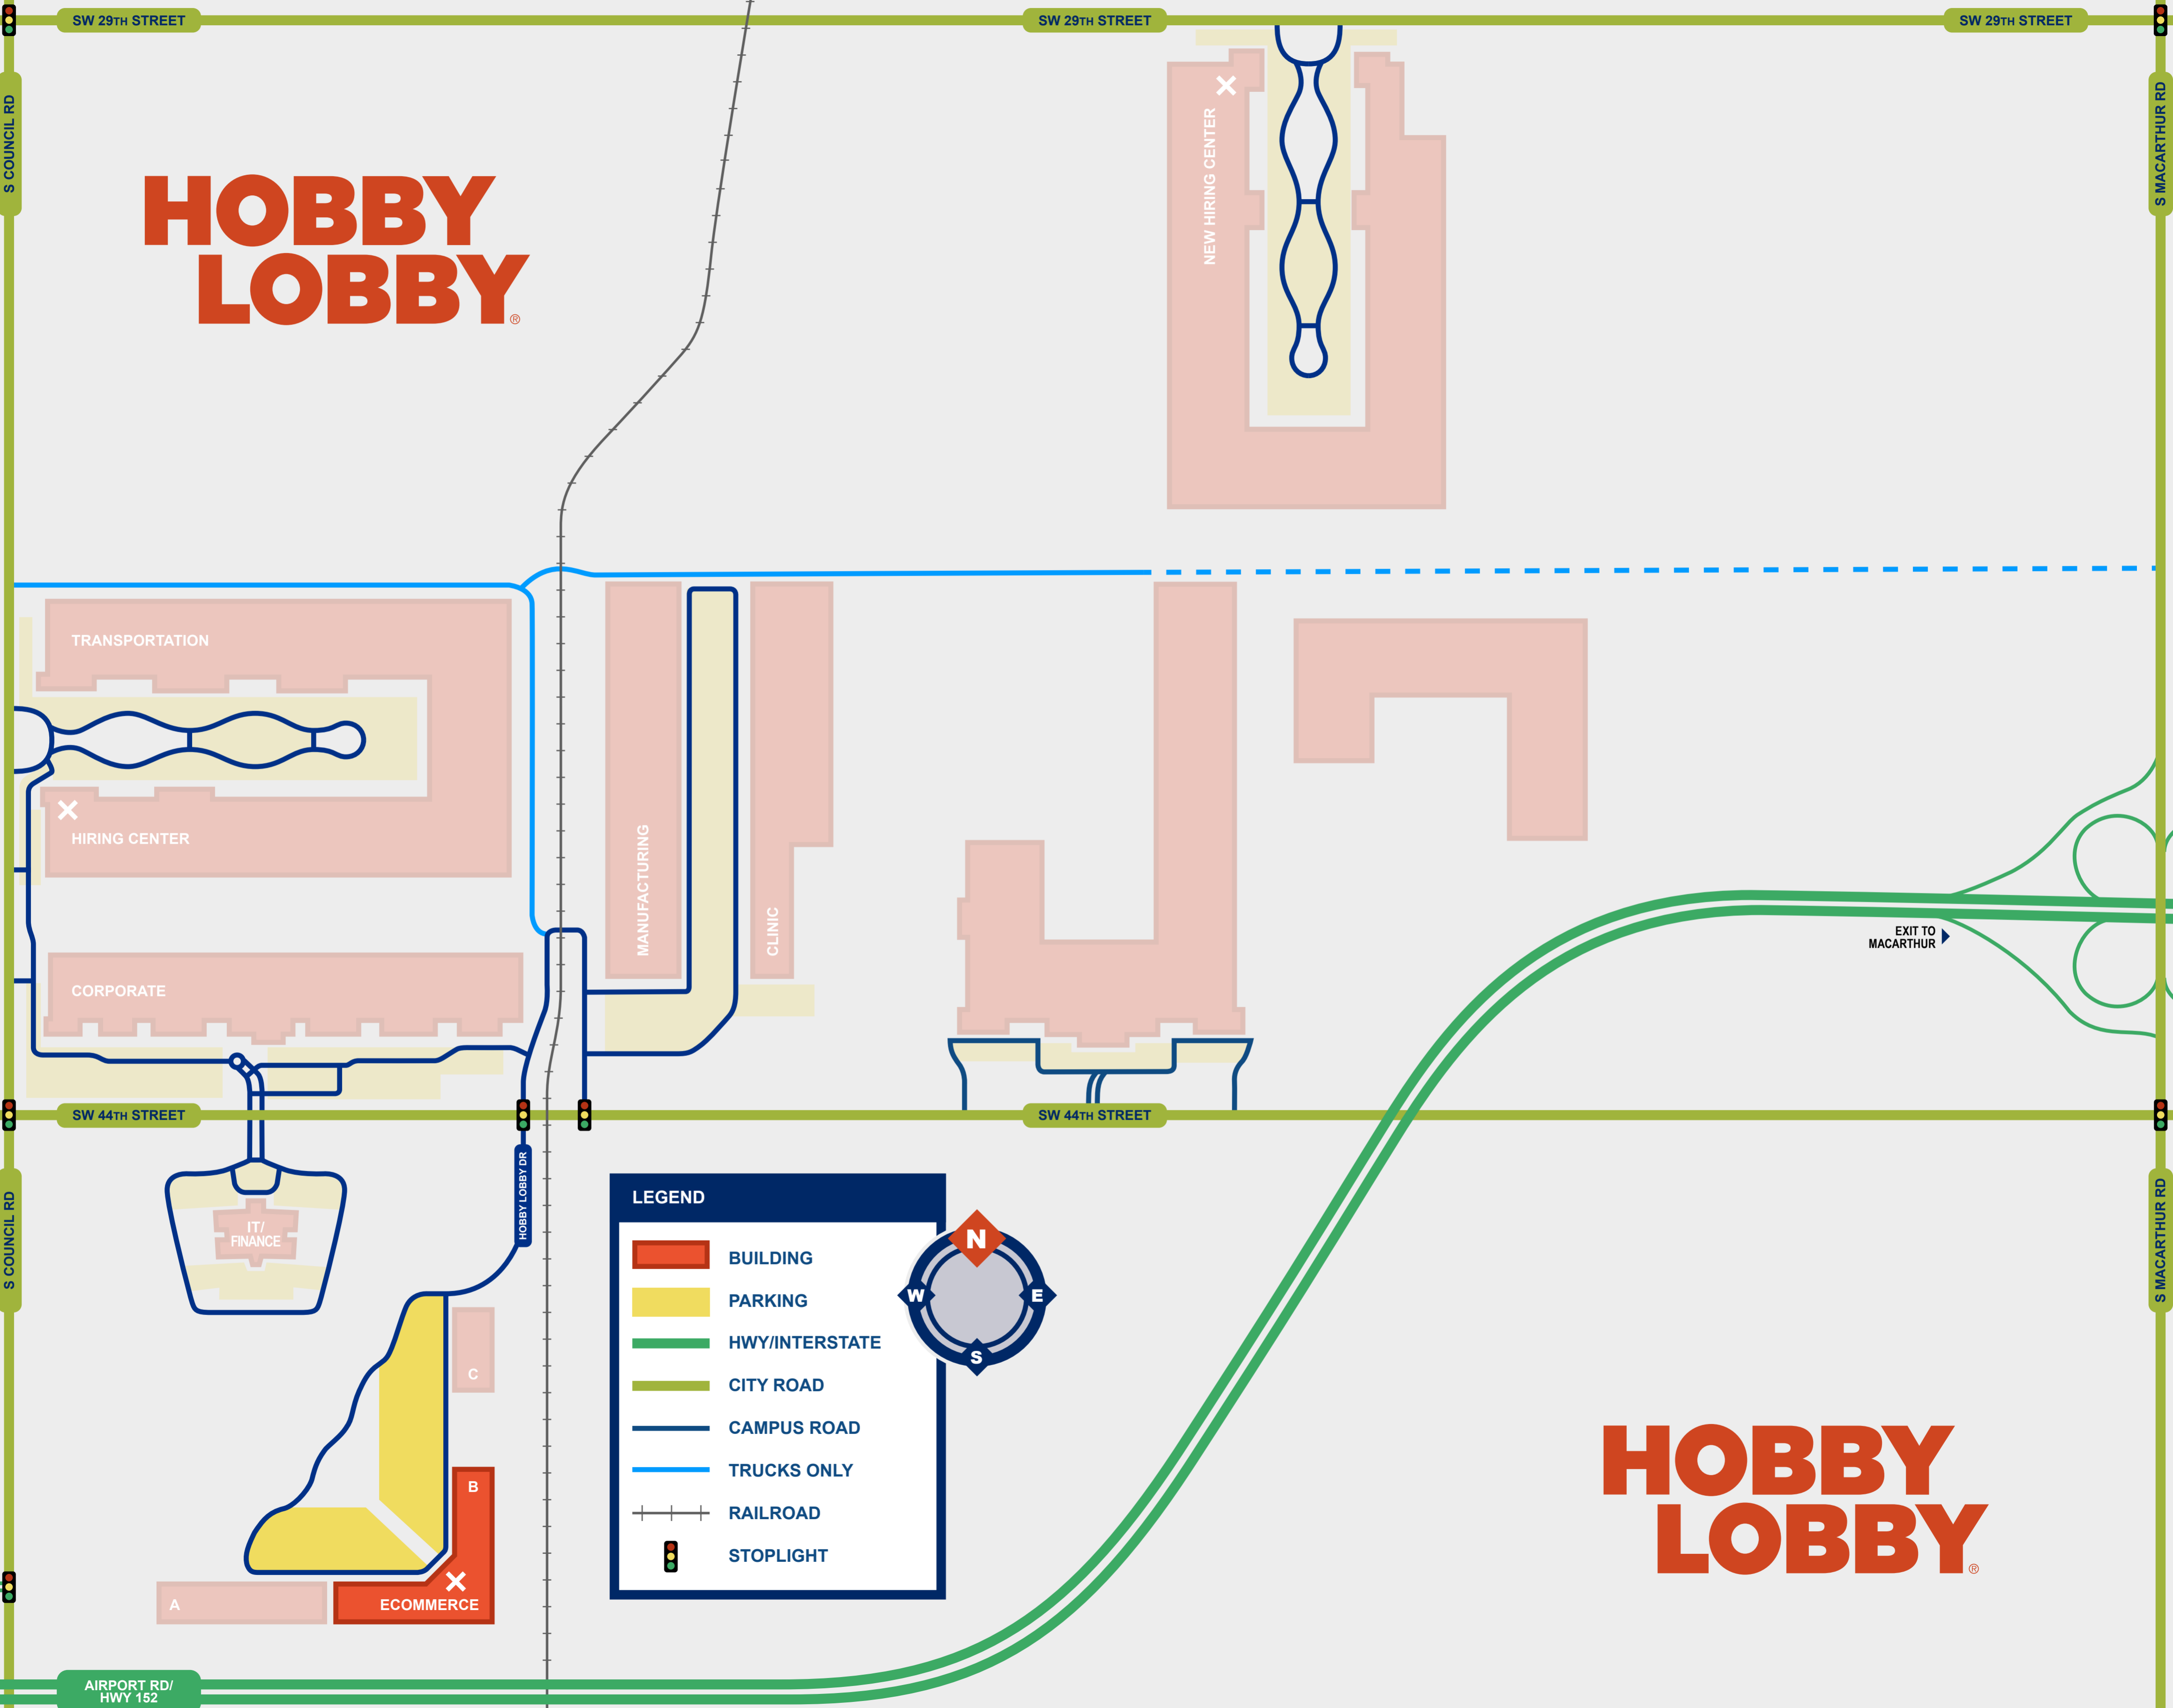 SW 29TH STREET
SW 29TH STREET
SW 29TH STREET
S COUNCIL RD
S MACARTHUR RD
HOBBY
LOBBY®
NEW HIRING CENTER
TRANSPORTATION
HIRING CENTER
MANUFACTURING
CLINIC
CORPORATE
EXIT TO
MACARTHUR
SW 44TH STREET
SW 44TH STREET
S COUNCIL RD
S MACARTHUR RD
HOBBY LOBBY DR
IT/
FINANCE
LEGEND
BUILDING
PARKING
HWY/INTERSTATE
CITY ROAD
CAMPUS ROAD
TRUCKS ONLY
RAILROAD
STOPLIGHT
N
W
E
S
C
B
A
ECOMMERCE
HOBBY
LOBBY®
AIRPORT RD/
HWY 152